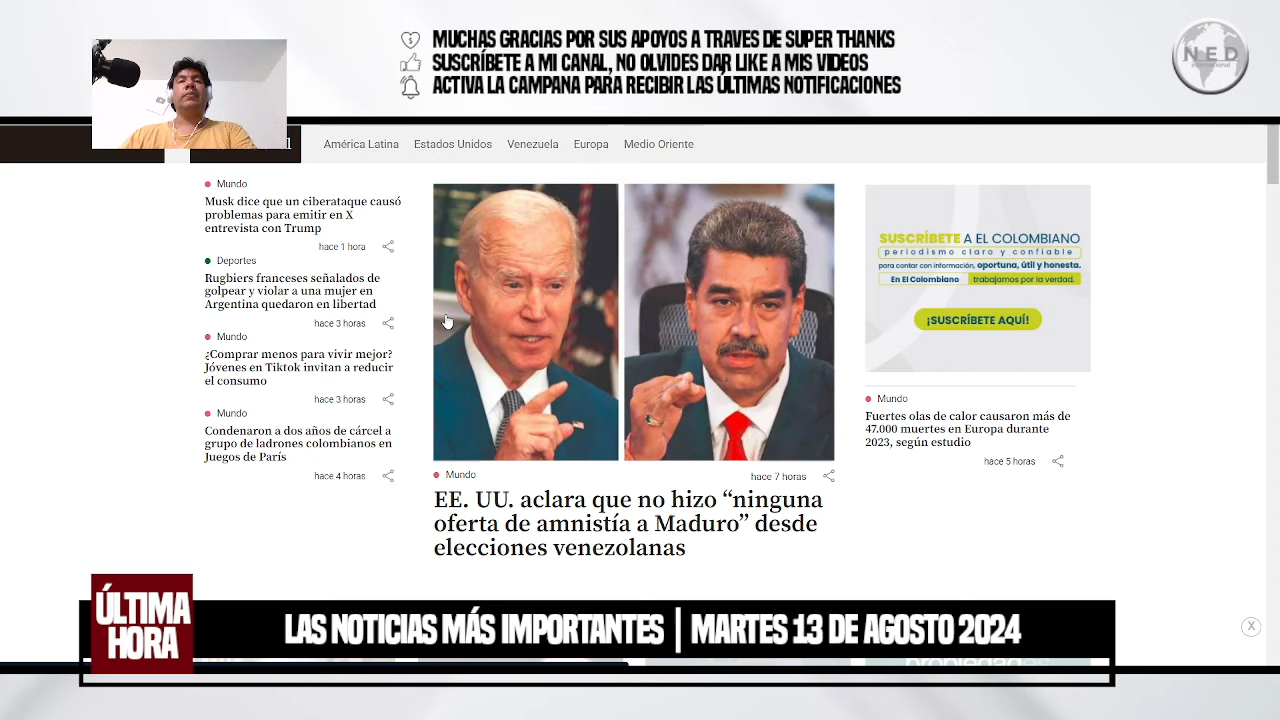 MUCHAS GRACIAS POR SUS APOYOS A TRAVES DE SUPER THANKS
SUSCRÍBETE A MI CANAL, NO OLVIDES DAR LIKE A MIS VIDEOS
ACTIVA LA CAMPANA PARA RECIBIR LAS ÚLTIMAS NOTIFICACIONES
N.E.D
international
América Latina Estados Unidos Venezuela Europa Medio Oriente
Mundo
Musk dice que un ciberataque causó
problemas para emitir en X
entrevista con Trump
hace 1 hora
Deportes
golpear y violar a una mujer en
Argentina quedaron en libertad
hace 3 horas
Mundo
¿Comprar menos para vivir mejor?
Jóvenes en Tiktok invitan a reducir
el consumo
hace 3 horas
Mundo
Condenaron a dos años de cárcel a
grupo de ladrones colombianos en
Juegos de París
hace 4 horas
Mundo
hace 7 horas
EE. UU. aclara que no hizo “ninguna
oferta de amnistía a Maduro” desde
elecciones venezolanas
SUSCRÍBETE A EL COLOMBIANO
periodismo claro y confiable
para contar con información, oportuna, útil y honesta.
En El Colombiano trabajamos por la verdad.
¡SUSCRÍBETE AQUÍ!
Mundo
Fuertes olas de calor causaron más de
47.000 muertes en Europa durante
2023, según estudio
hace 5 horas
X
ÚLTIMA
HORA
LAS NOTICIAS MÁS IMPORTANTES | MARTES 13 DE AGOSTO 2024
propiedades